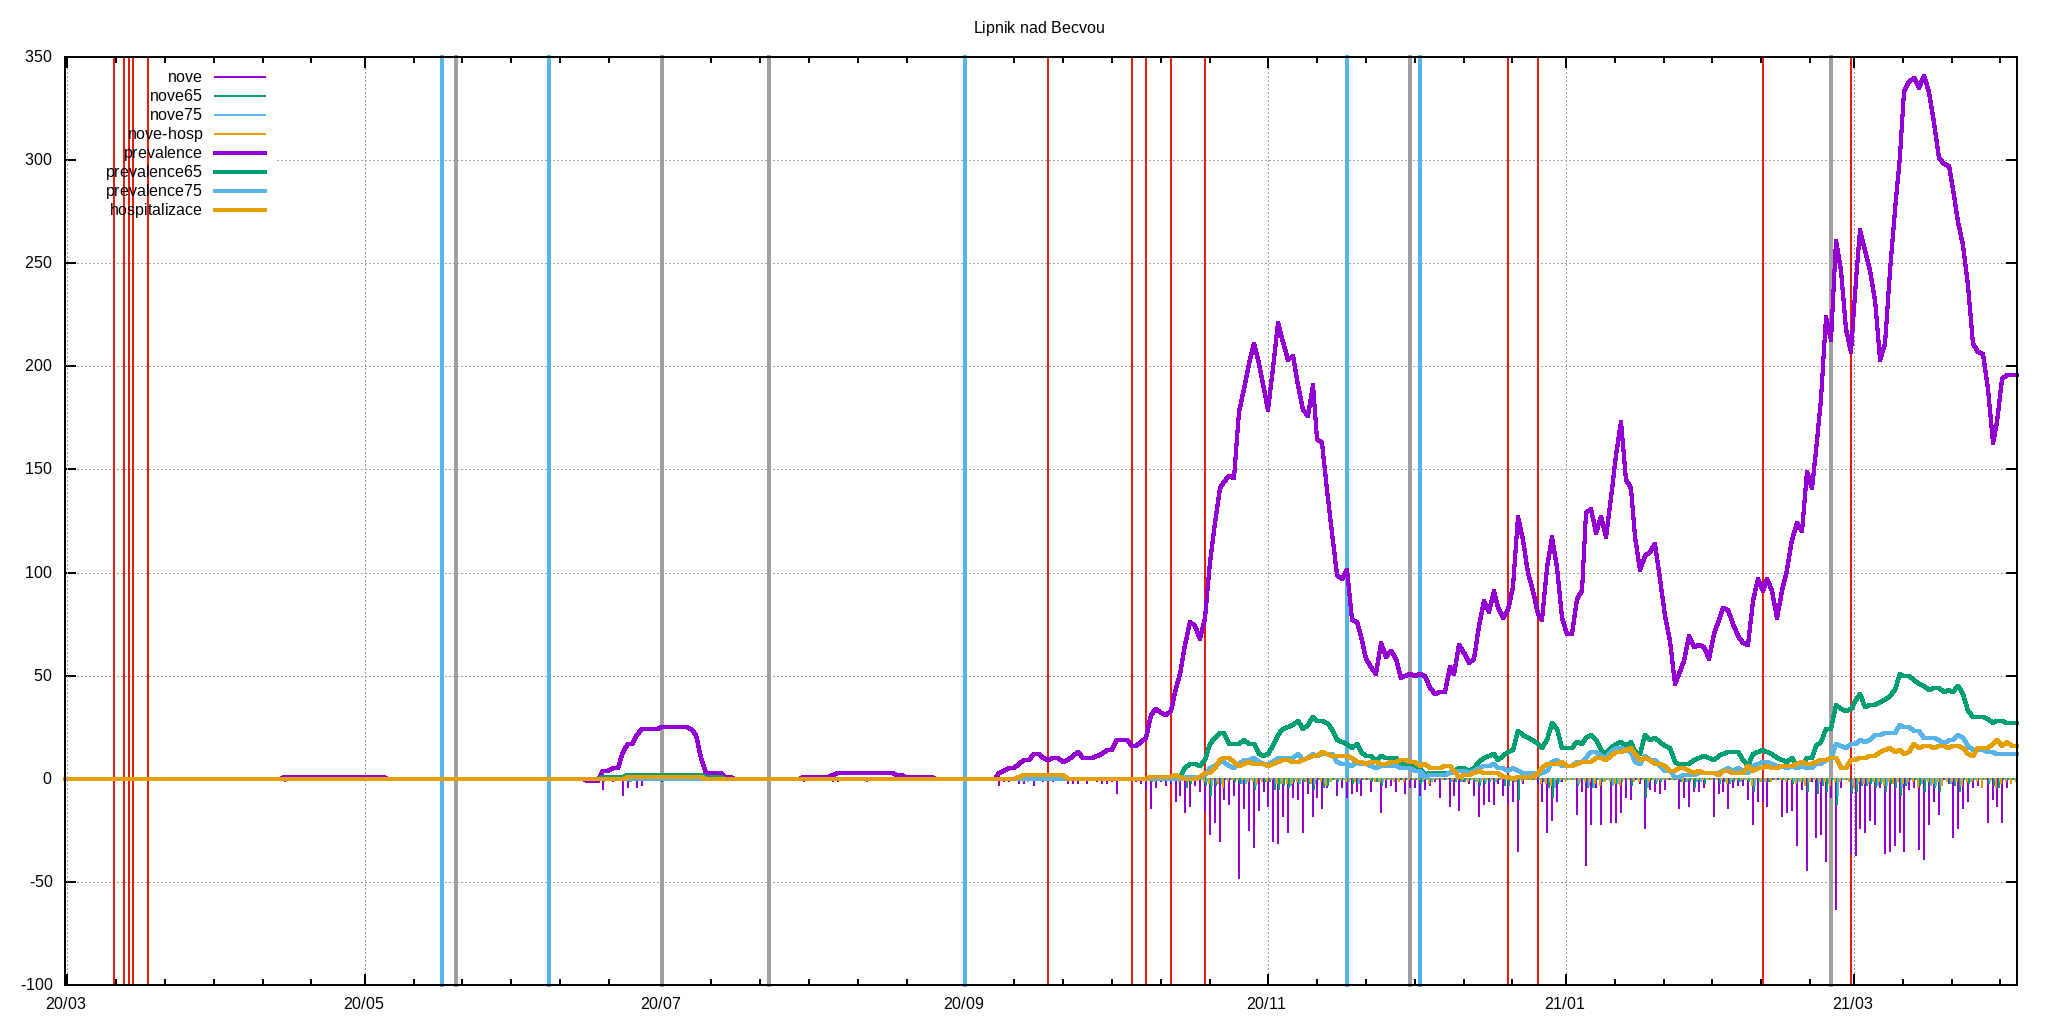 Lipnik nad Becvou
350
300
250
200
150
100
50
0
-50
-100
nove
nove65
nove75
nove-hosp
prevalence
prevalence65
prevalence75
hospitalizace
20/03 20/05 20/07 20/09 20/11 21/01 21/03